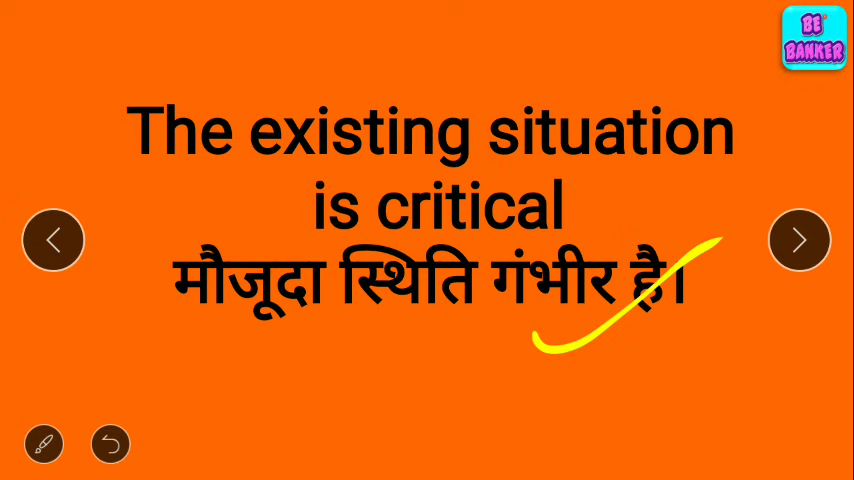 BE
BANKER
The existing situation
is critical
मौजूदा स्थिति गंभीर है।